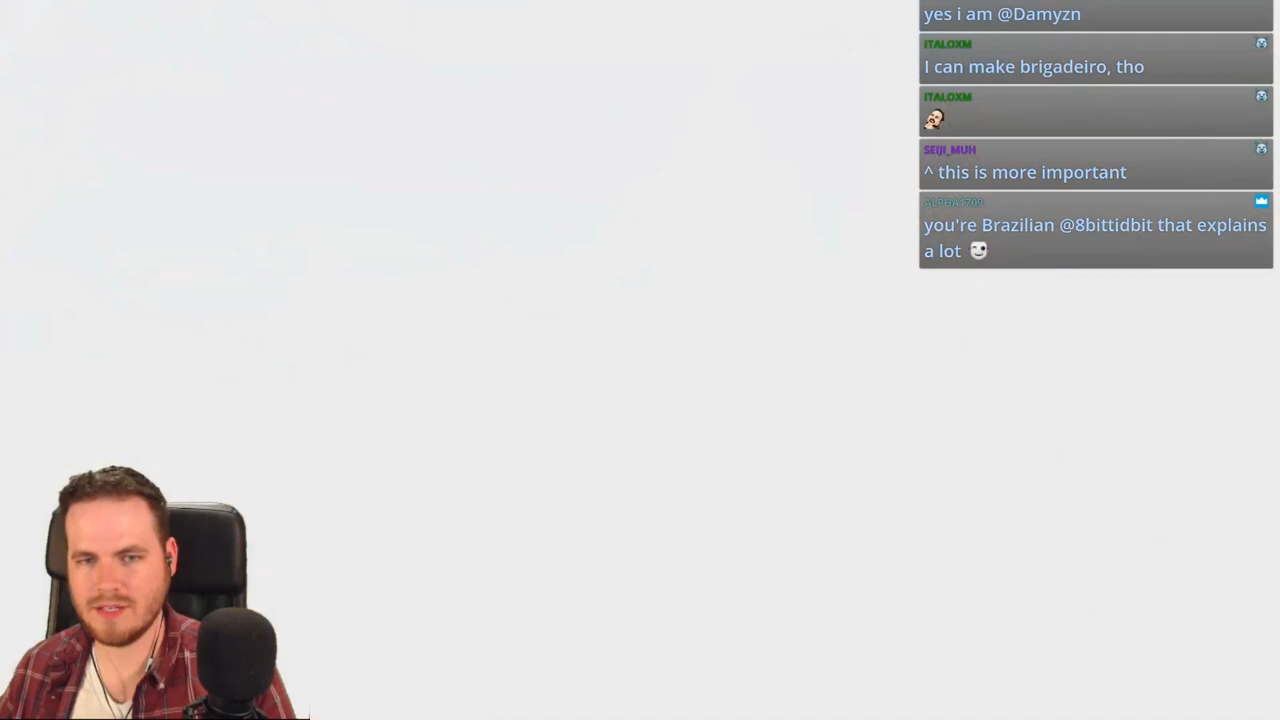 yes i am @Damyzn
ITALOXM
I can make brigadeiro, tho
ITALOXM
SEIJI_MUH
^ this is more important
ALPHA1709
you're Brazilian @8bittidbit that explains
a lot